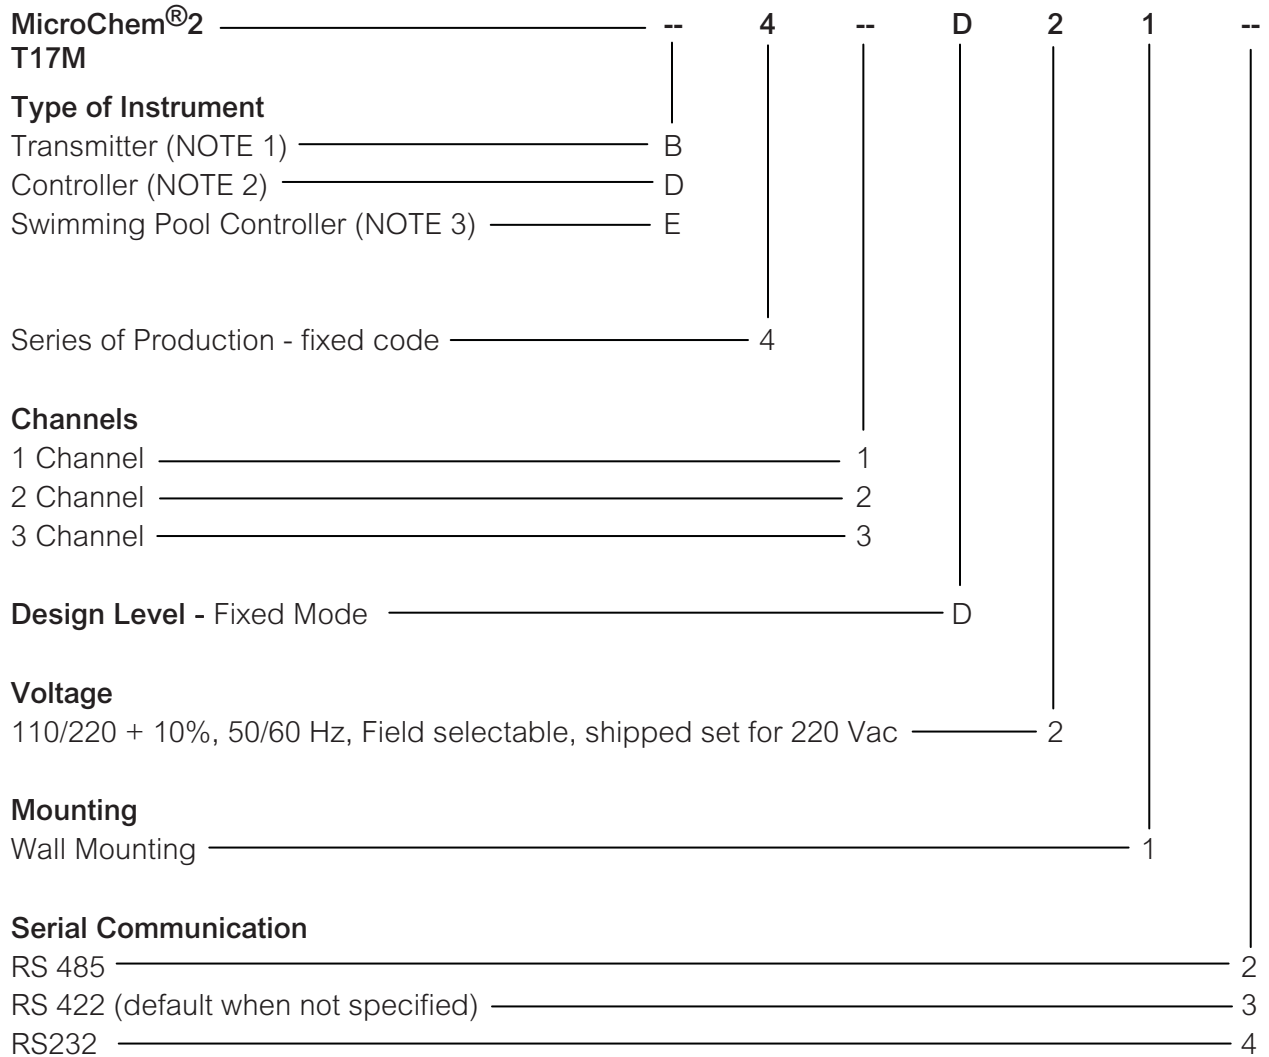 MicroChem®2 -- 4 -- D 2 1 --
T17M
Type of Instrument
Transmitter (NOTE 1) B
Controller (NOTE 2) D
Swimming Pool Controller (NOTE 3) E
Series of Production - fixed code 4
Channels
1 Channel 1
2 Channel 2
3 Channel 3
Design Level - Fixed Mode D
Voltage
110/220 + 10%, 50/60 Hz, Field selectable, shipped set for 220 Vac 2
Mounting
Wall Mounting 1
Serial Communication
RS 485 2
RS 422 (default when not specified) 3
RS232 4